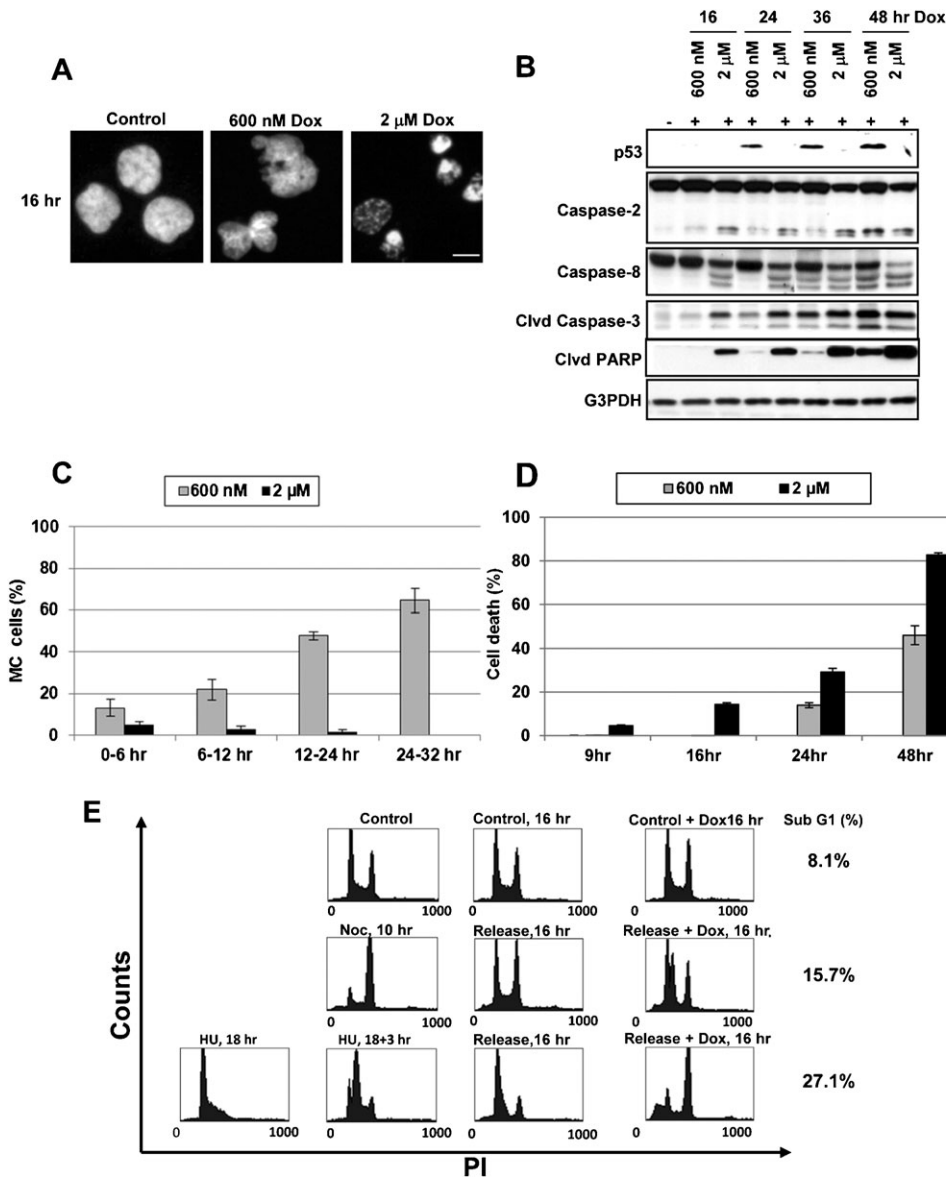 A
Control 600 nM Dox 2 μM Dox
16 hr
B
16 24 36 48 hr Dox
600 nM 2 μM 600 nM 2 μM 600 nM 2 μM 600 nM 2 μM
- + + + + + + + +
p53
Caspase-2
Caspase-8
Clvd Caspase-3
Clvd PARP
G3PDH
C
600 nM 2 μM
MC cells (%)
100
80
60
40
20
0
0-6 hr 6-12 hr 12-24 hr 24-32 hr
D
600 nM 2 μM
Cell death (%)
100
80
60
40
20
0
9hr 16hr 24hr 48hr
E
Control Control, 16 hr Control + Dox16 hr Sub G1 (%)
8.1%
0 1000 0 1000 0 1000
Noc, 10 hr Release,16 hr Release + Dox, 16 hr.
15.7%
0 1000 0 1000 0 1000
HU, 18 hr HU, 18+3 hr Release,16 hr Release + Dox, 16 hr
27.1%
0 1000 0 1000 0 1000 0 1000
Counts
PI